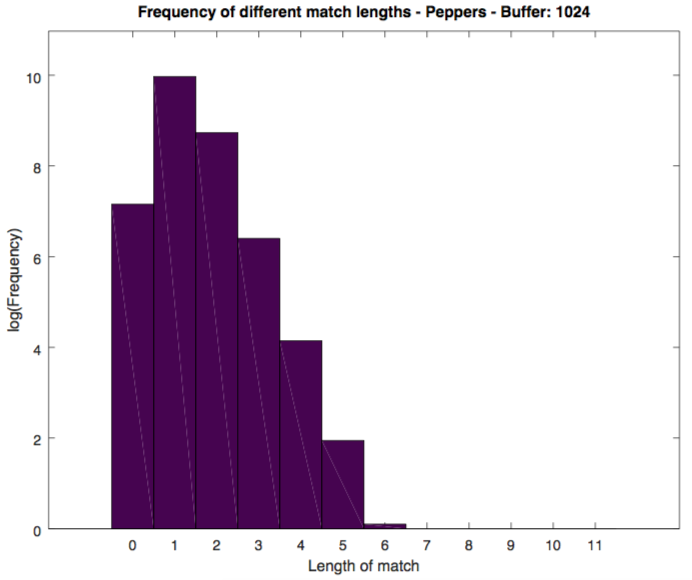 Frequency of different match lengths - Peppers - Buffer: 1024
10
8
6
4
2
0
log(Frequency)
0 1 2 3 4 5 6 7 8 9 10 11
Length of match